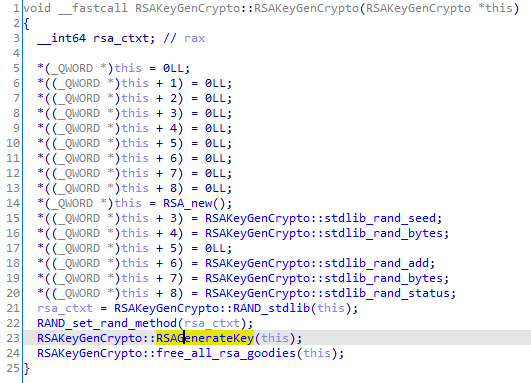 1 void __fastcall RSAKeyGenCrypto::RSAKeyGenCrypto(RSAKeyGenCrypto *this)
2 {
3   __int64 rsa_ctxt; // rax
4
5   *(_QWORD *)this = 0LL;
6   *((_QWORD *)this + 1) = 0LL;
7   *((_QWORD *)this + 2) = 0LL;
8   *((_QWORD *)this + 3) = 0LL;
9   *((_QWORD *)this + 4) = 0LL;
10   *((_QWORD *)this + 5) = 0LL;
11   *((_QWORD *)this + 6) = 0LL;
12   *((_QWORD *)this + 7) = 0LL;
13   *((_QWORD *)this + 8) = 0LL;
14   *(_QWORD *)this = RSA_new();
15   *((_QWORD *)this + 3) = RSAKeyGenCrypto::stdlib_rand_seed;
16   *((_QWORD *)this + 4) = RSAKeyGenCrypto::stdlib_rand_bytes;
17   *((_QWORD *)this + 5) = 0LL;
18   *((_QWORD *)this + 6) = RSAKeyGenCrypto::stdlib_rand_add;
19   *((_QWORD *)this + 7) = RSAKeyGenCrypto::stdlib_rand_bytes;
20   *((_QWORD *)this + 8) = RSAKeyGenCrypto::stdlib_rand_status;
21   rsa_ctxt = RSAKeyGenCrypto::RAND_stdlib(this);
22   RAND_set_rand_method(rsa_ctxt);
23   RSAKeyGenCrypto::RSAGenerateKey(this);
24   RSAKeyGenCrypto::free_all_rsa_goodies(this);
25 }